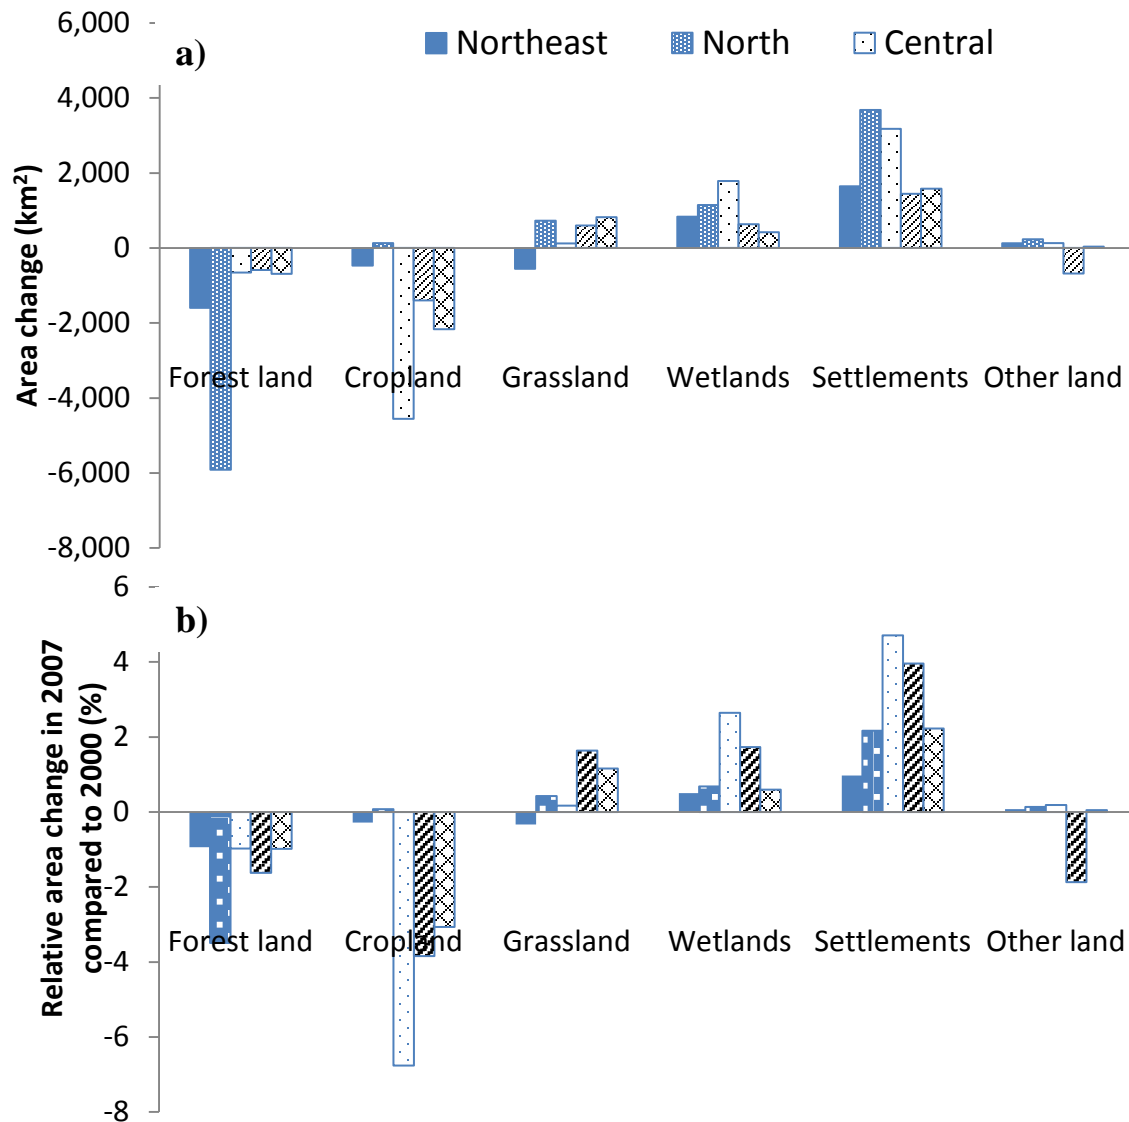 6,000
a)
Northeast North Central
4,000
2,000
0
-2,000
-4,000
-6,000
-8,000
Area change (km²)
Forest land Cropland Grassland Wetlands Settlements Other land
6
b)
4
2
0
-2
-4
-6
-8
Relative area change in 2007
compared to 2000 (%)
Forest land Cropland Grassland Wetlands Settlements Other land